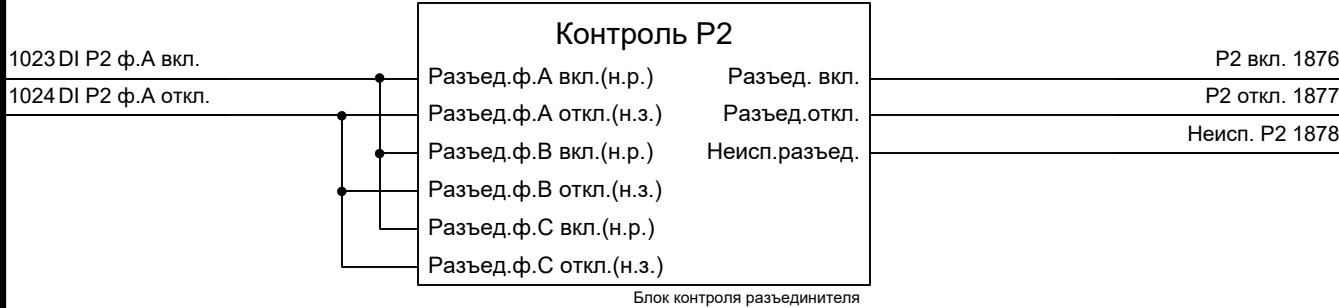 Контроль Р2
1023 DI Р2 ф.А вкл.
1024 DI Р2 ф.А откл.
Разъед.ф.А вкл.(н.р.)
Разъед.ф.А откл.(н.з.)
Разъед.ф.В вкл.(н.р.)
Разъед.ф.В откл.(н.з.)
Разъед.ф.С вкл.(н.р.)
Разъед.ф.С откл.(н.з.)
Разъед. вкл.
Разъед.откл.
Неисп.разъед.
Р2 вкл. 1876
Р2 откл. 1877
Неисп. Р2 1878
Блок контроля разъединителя